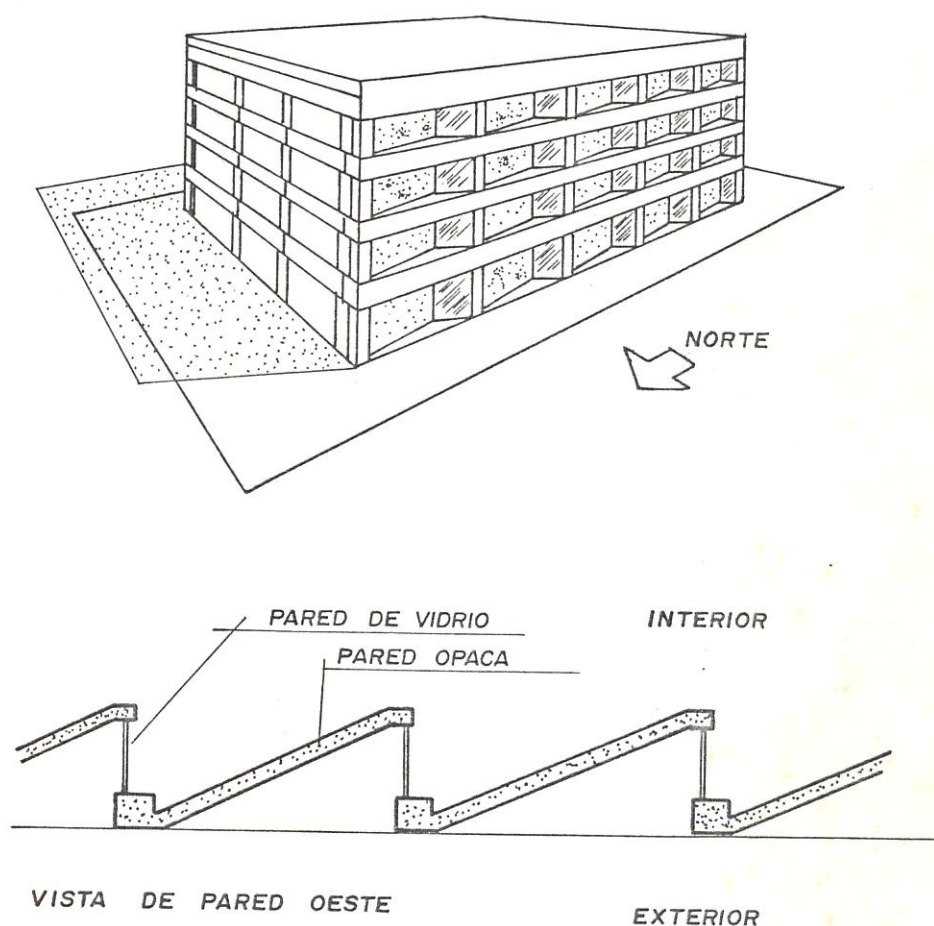 NORTE
PARED DE VIDRIO
INTERIOR
PARED OPACA
VISTA DE PARED OESTE
EXTERIOR